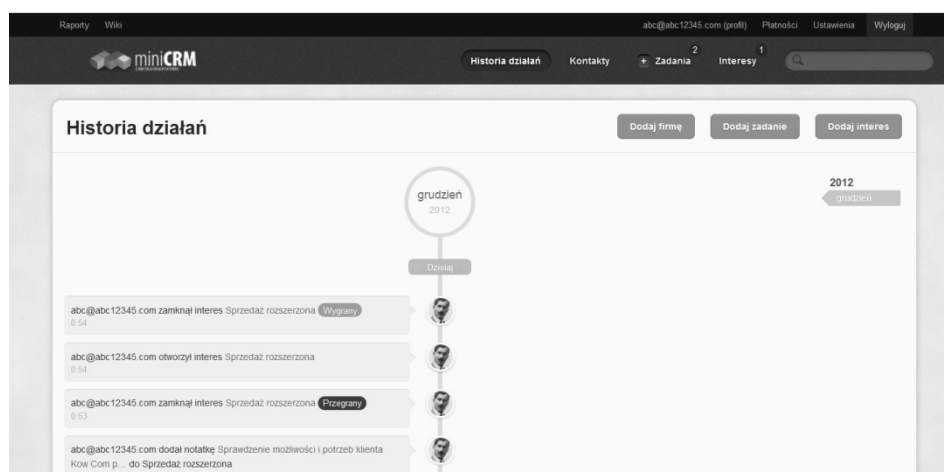 Raporty Wiki abc@abc12345.com (profil) Płatności Ustawienia Wyloguj
miniCRM Historia działań Kontakty + Zadania 2 Interesy 1
Historia działań Dodaj firmę Dodaj zadanie Dodaj interes
grudzień
2012
2012
grudzień
Dzisiaj
abc@abc12345.com zamknął interes Sprzedaż rozszerzona Wygrany
0:54
abc@abc12345.com otworzył interes Sprzedaż rozszerzona
0:54
abc@abc12345.com zamknął interes Sprzedaż rozszerzona Przegrany
0:53
abc@abc12345.com dodał notatkę Sprawdzenie możliwości i potrzeb klienta
Kow Com p... do Sprzedaż rozszerzona